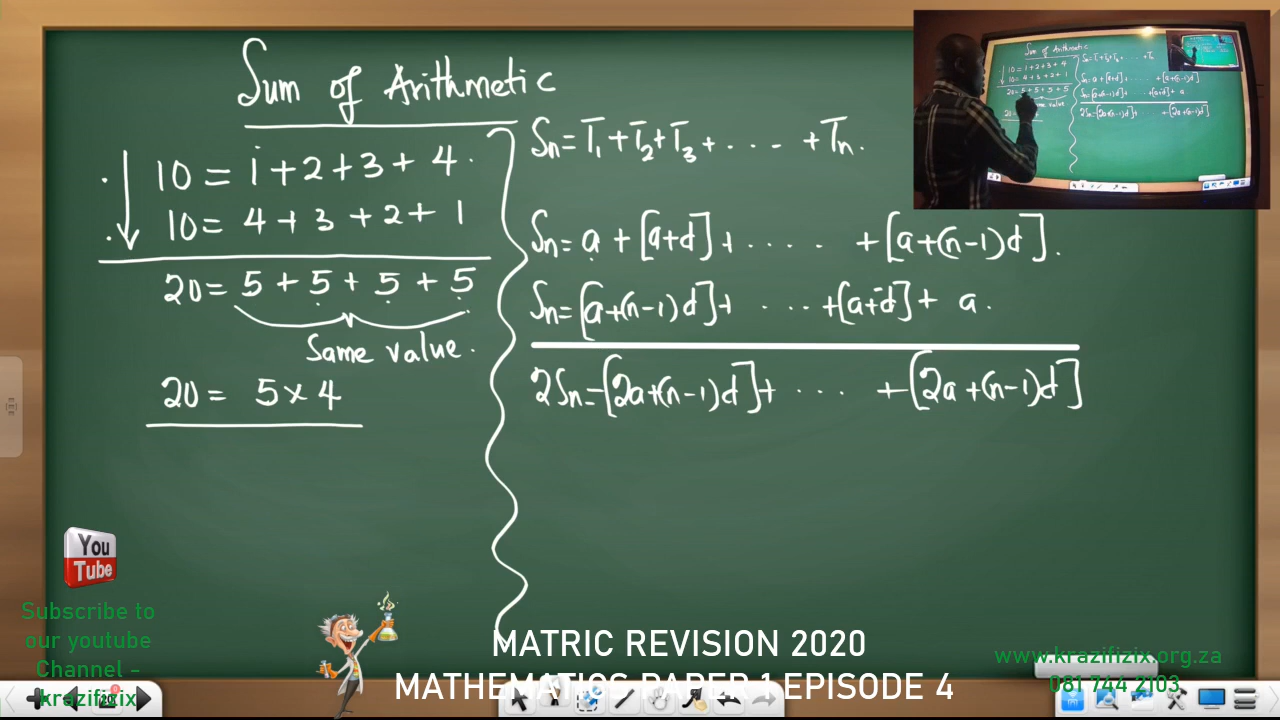 Sum of Arithmetic
10 = 1 + 2 + 3 + 4
10 = 4 + 3 + 2 + 1
20 = 5 + 5 + 5 + 5
Same value.
20 = 5 × 4
Sn = T1 + T2 + T3 + . . . . + Tn.
Sn = a + [a+d] + . . . . . + [a+(n-1)d].
Sn = [a+(n-1)d] + . . . + [a+d] + a.
2Sn = [2a+(n-1)d] + . . . + [2a+(n-1)d]
You
Tube
Subscribe to
our youtube
Channel -
krazifizix
MATRIC REVISION 2020
MATHEMATICS PAPER 1 EPISODE 4
www.krazifizix.org.za
081 744 2103